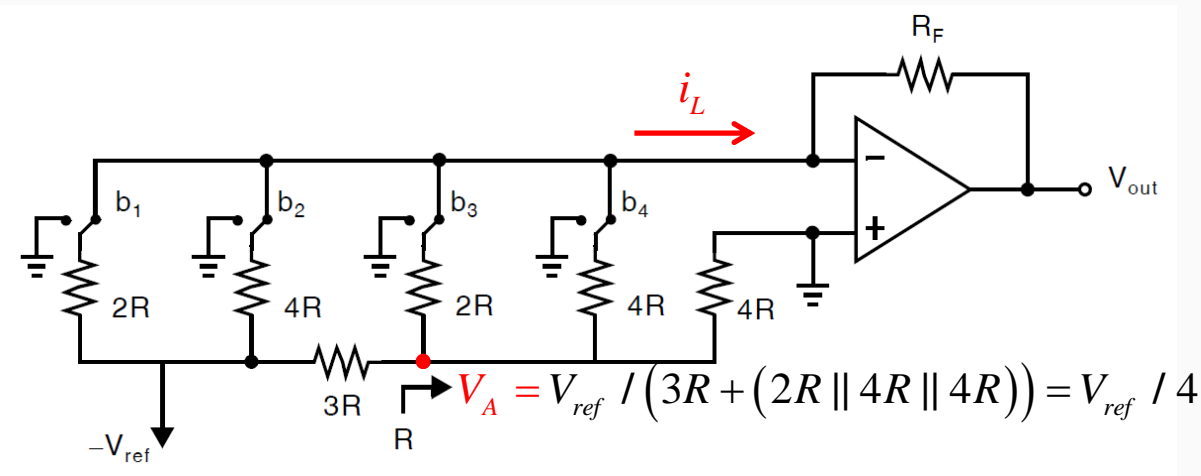 R_F
i_L
b_1 b_2 b_3 b_4
− V_out
+
2R 4R 2R 4R 4R
3R V_A = V_ref / (3R + (2R || 4R || 4R)) = V_ref / 4
R
−V_ref